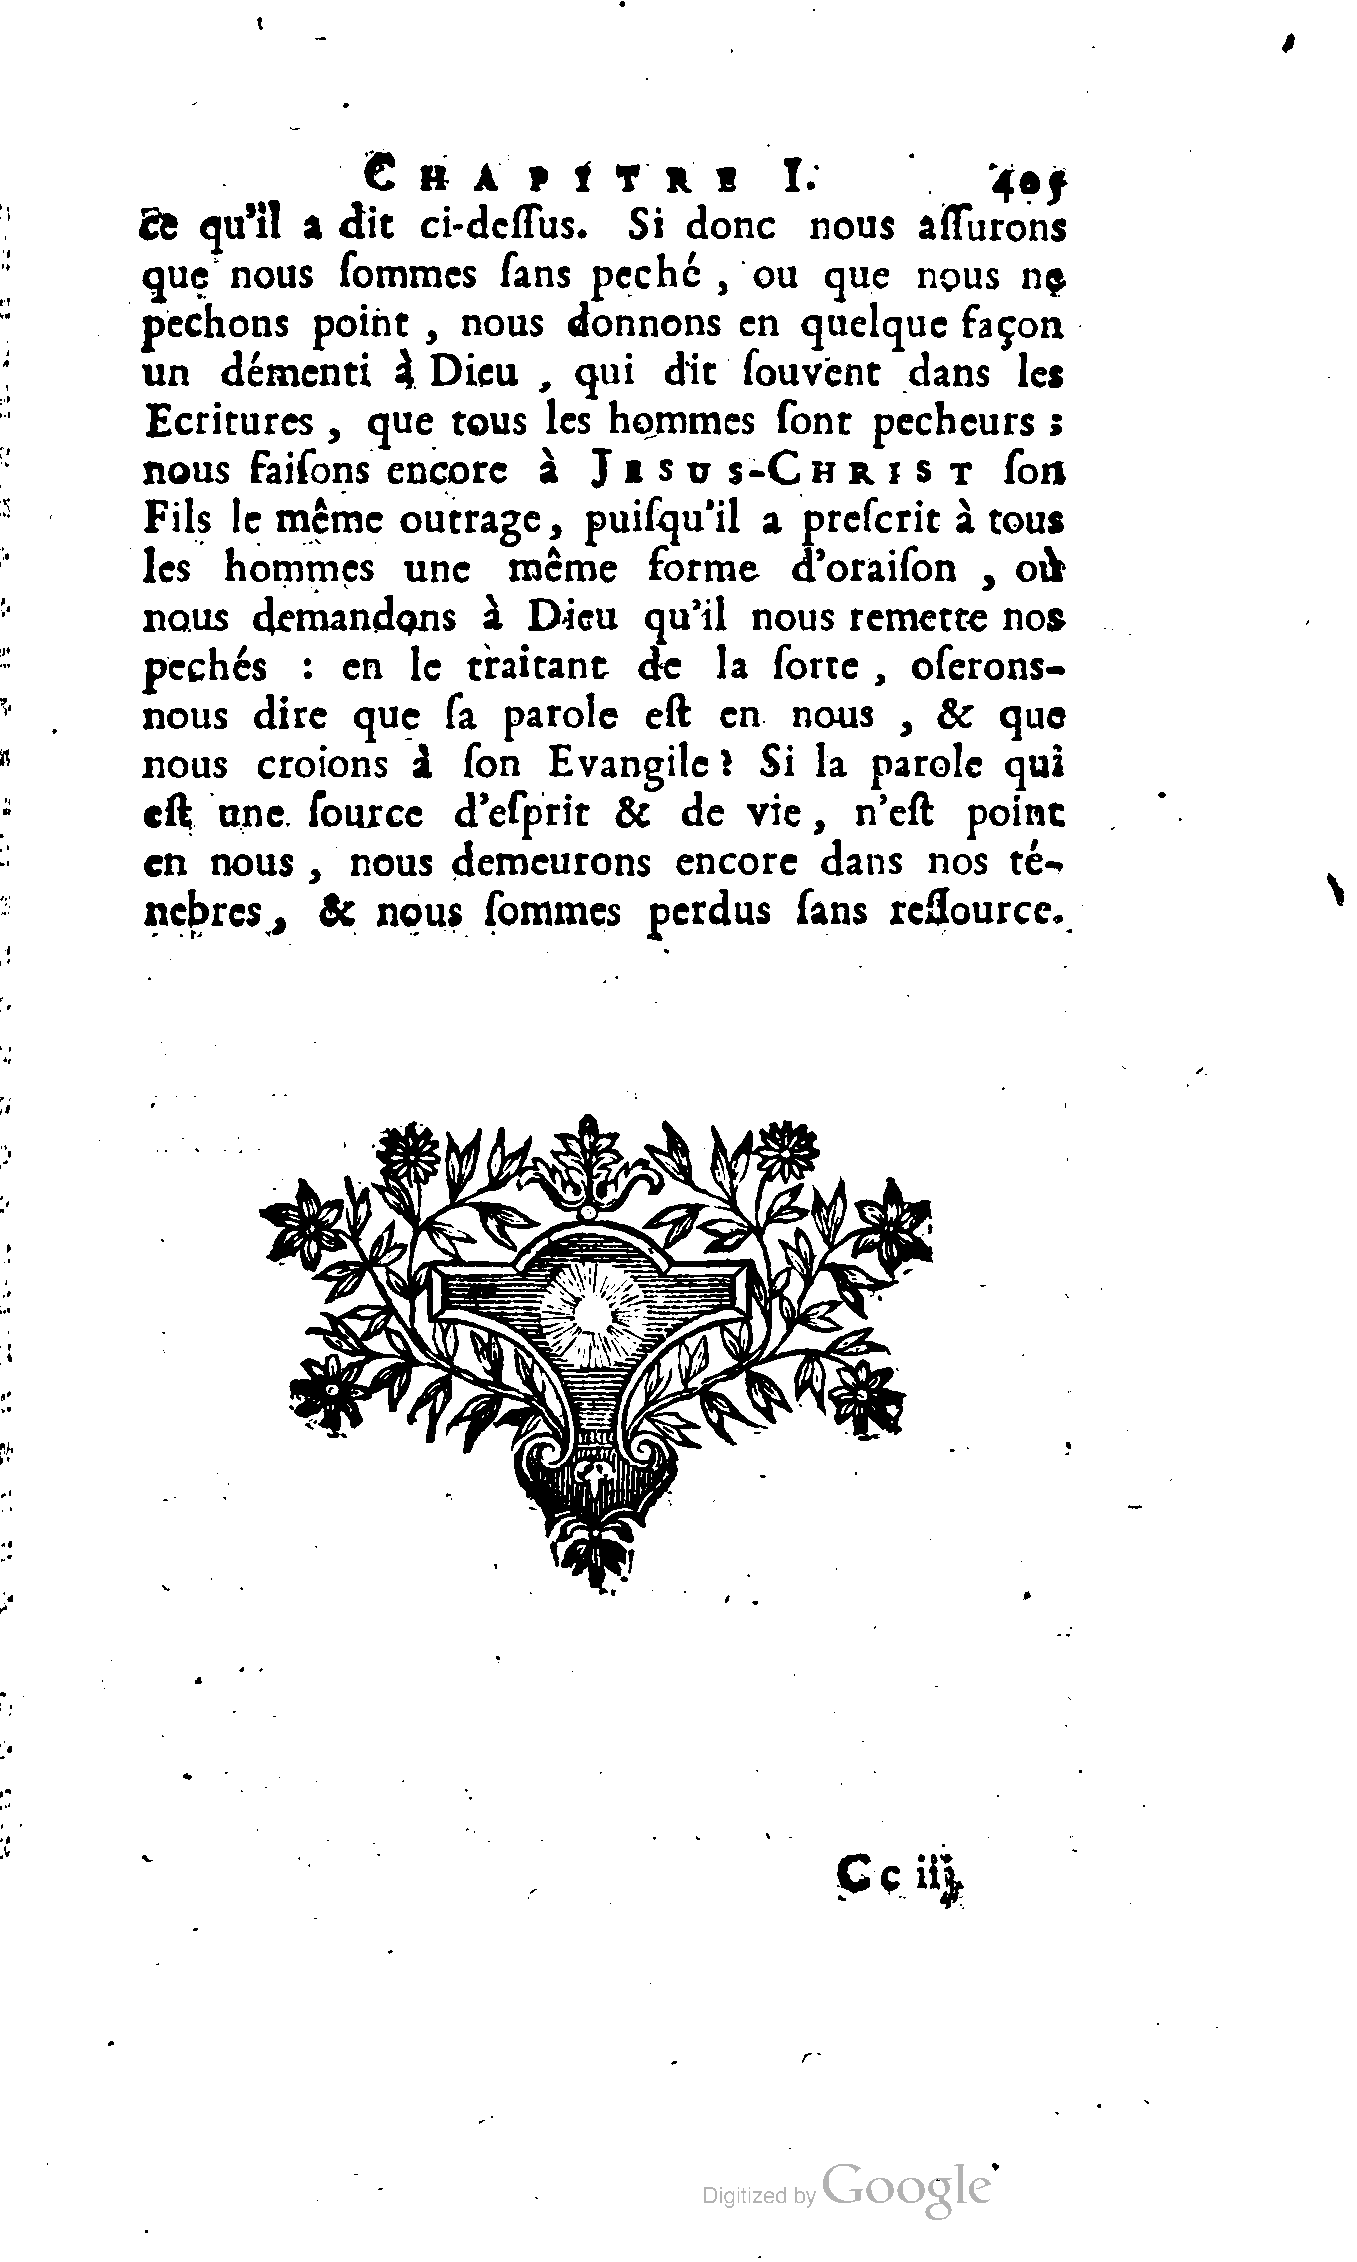 CHAPITRE I. 405
ce qu'il a dit ci-deſſus. Si donc nous aſſurons
que nous ſommes ſans peché, ou que nous ne
pechons point, nous donnons en quelque façon
un démenti à Dieu, qui dit ſouvent dans les
Ecritures, que tous les hommes ſont pecheurs;
nous faiſons encore à JESUS-CHRIST ſon
Fils le même outrage, puiſqu'il a preſcrit à tous
les hommes une même forme d'oraiſon, où
nous demandons à Dieu qu'il nous remette nos
pechés : en le traitant de la ſorte, oſerons-
nous dire que ſa parole eſt en nous, & que
nous croions à ſon Evangile? Si la parole qui
eſt une ſource d'eſprit & de vie, n'eſt point
en nous, nous demeurons encore dans nos té-
nebres, & nous ſommes perdus ſans reſſource.
Cc iij
Digitized by Google